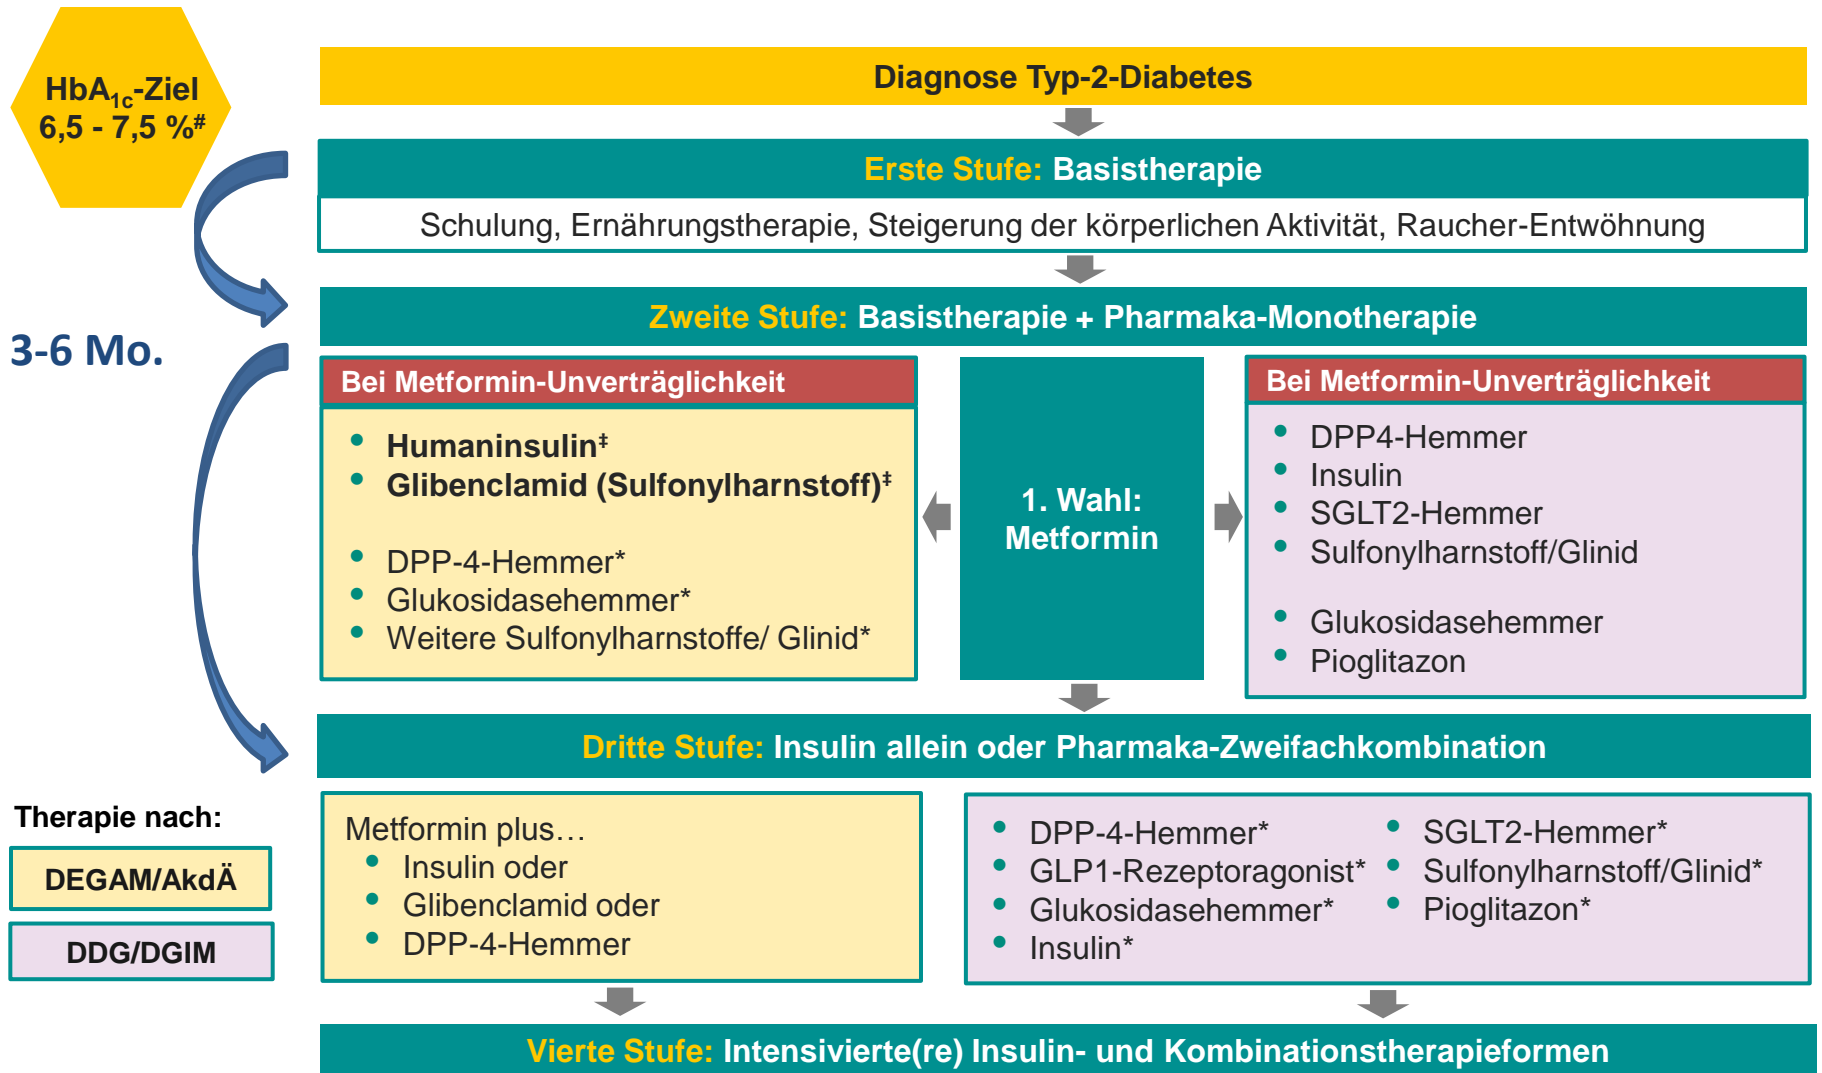 HbA1c-Ziel
6,5 - 7,5 %#
Diagnose Typ-2-Diabetes
Erste Stufe: Basistherapie
Schulung, Ernährungstherapie, Steigerung der körperlichen Aktivität, Raucher-Entwöhnung
Zweite Stufe: Basistherapie + Pharmaka-Monotherapie
3-6 Mo.
Bei Metformin-Unverträglichkeit
• Humaninsulin‡
• Glibenclamid (Sulfonylharnstoff)‡
• DPP-4-Hemmer*
• Glukosidasehemmer*
• Weitere Sulfonylharnstoffe/ Glinid*
1. Wahl:
Metformin
Bei Metformin-Unverträglichkeit
• DPP4-Hemmer
• Insulin
• SGLT2-Hemmer
• Sulfonylharnstoff/Glinid
• Glukosidasehemmer
• Pioglitazon
Dritte Stufe: Insulin allein oder Pharmaka-Zweifachkombination
Therapie nach:
DEGAM/AkdÄ
DDG/DGIM
Metformin plus…
• Insulin oder
• Glibenclamid oder
• DPP-4-Hemmer
• DPP-4-Hemmer*
• GLP1-Rezeptoragonist*
• Glukosidasehemmer*
• Insulin*
• SGLT2-Hemmer*
• Sulfonylharnstoff/Glinid*
• Pioglitazon*
Vierte Stufe: Intensivierte(re) Insulin- und Kombinationstherapieformen